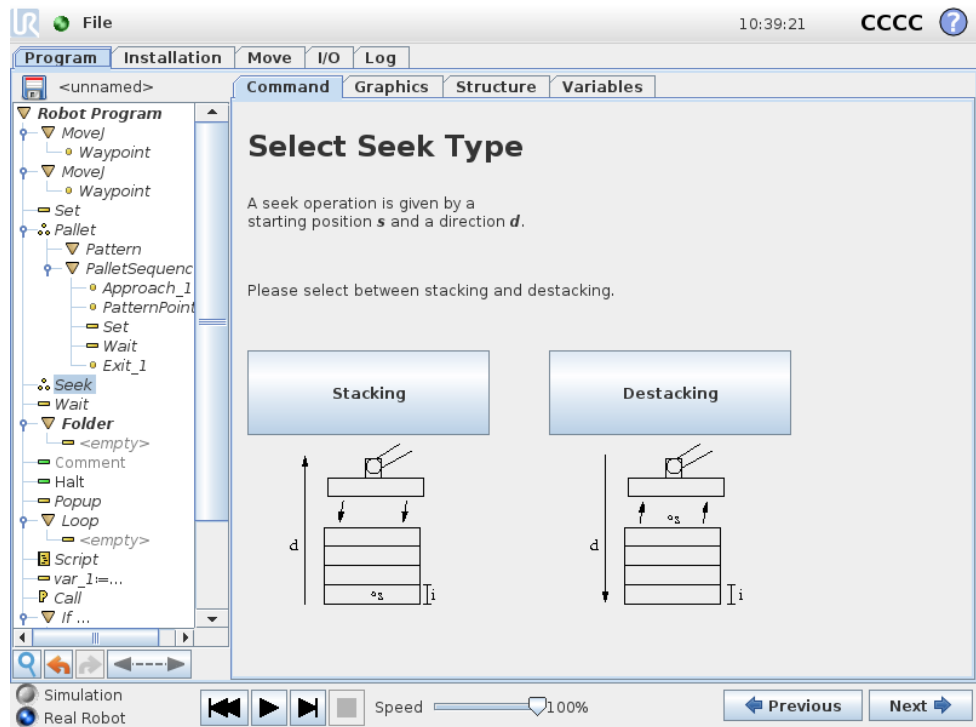 UR File 10:39:21 CCCC ?
Program Installation Move I/O Log
<unnamed>
Command Graphics Structure Variables
Robot Program
MoveJ
Waypoint
MoveJ
Waypoint
Set
Pallet
Pattern
PalletSequenc
Approach_1
PatternPoint
Set
Wait
Exit_1
Seek
Wait
Folder
<empty>
Comment
Halt
Popup
Loop
<empty>
Script
var_1:=...
Call
If ...
Select Seek Type
A seek operation is given by a
starting position s and a direction d.
Please select between stacking and destacking.
Stacking Destacking
d s i
d s i
Simulation
Real Robot
Speed 100%
Previous Next